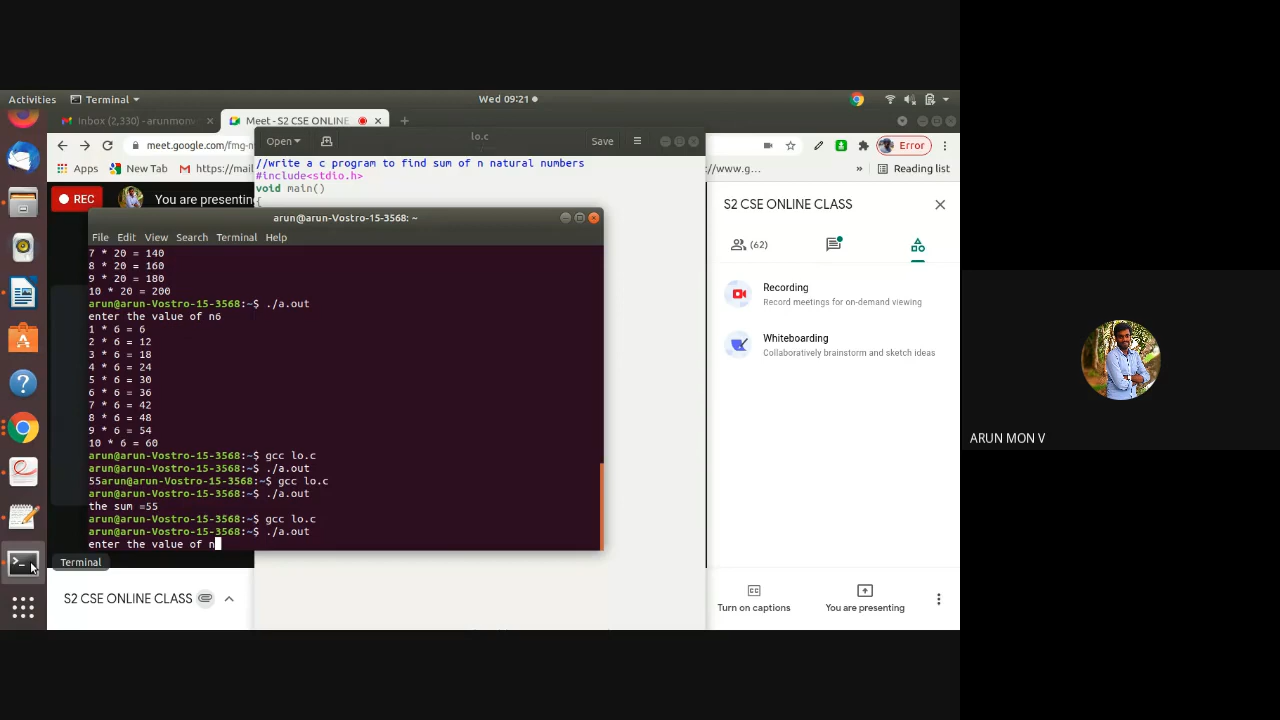 Activities
Terminal
Wed 09:21
Inbox (2,330) - arunmonv
Meet - S2 CSE ONLINE
meet.google.com/fmg-n
Error
Apps
New Tab
https://mail
/www.g...
»
Reading list
Open
lo.c
Save
//write a c program to find sum of n natural numbers
#include<stdio.h>
void main()
{
REC
You are presenting
arun@arun-Vostro-15-3568: ~
File Edit View Search Terminal Help
7 * 20 = 140
8 * 20 = 160
9 * 20 = 180
10 * 20 = 200
arun@arun-Vostro-15-3568:~$ ./a.out
enter the value of n6
1 * 6 = 6
2 * 6 = 12
3 * 6 = 18
4 * 6 = 24
5 * 6 = 30
6 * 6 = 36
7 * 6 = 42
8 * 6 = 48
9 * 6 = 54
10 * 6 = 60
arun@arun-Vostro-15-3568:~$ gcc lo.c
arun@arun-Vostro-15-3568:~$ ./a.out
55arun@arun-Vostro-15-3568:~$ gcc lo.c
arun@arun-Vostro-15-3568:~$ ./a.out
the sum =55
arun@arun-Vostro-15-3568:~$ gcc lo.c
arun@arun-Vostro-15-3568:~$ ./a.out
enter the value of n
Terminal
S2 CSE ONLINE CLASS
S2 CSE ONLINE CLASS
(62)
Recording
Record meetings for on-demand viewing
Whiteboarding
Collaboratively brainstorm and sketch ideas
Turn on captions
You are presenting
ARUN MON V